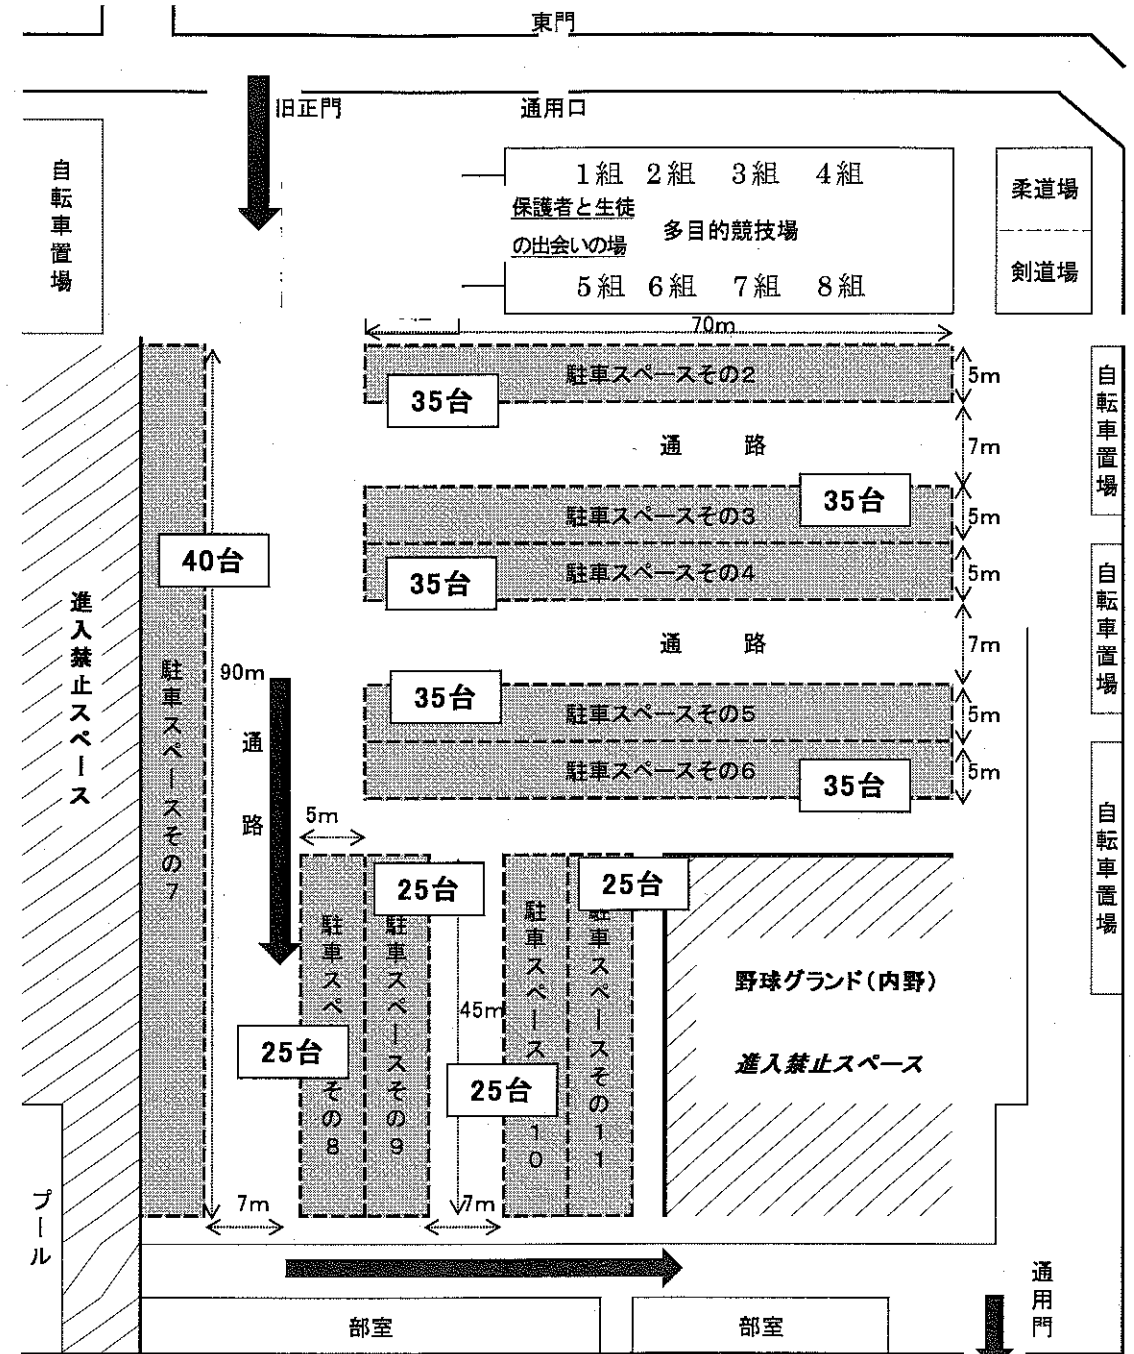 東門
旧正門
通用口
自転車置場
1組 2組 3組 4組
保護者と生徒
の出会いの場
多目的競技場
5組 6組 7組 8組
柔道場
剣道場
70m
駐車スペースその2
35台
5m
通 路
7m
35台
駐車スペースその3
5m
駐車スペースその4
35台
5m
通 路
7m
35台
駐車スペースその5
5m
駐車スペースその6
35台
5m
自転車置場
自転車置場
自転車置場
進入禁止スペース
40台
駐車スペースその7
90m
通路
5m
25台
25台
駐車スペ
その8
駐車スペースその9
25台
45m
駐車スペース
10
25台
駐車スペースその11
野球グランド(内野)
進入禁止スペース
7m
7m
プール
部室
部室
通用門